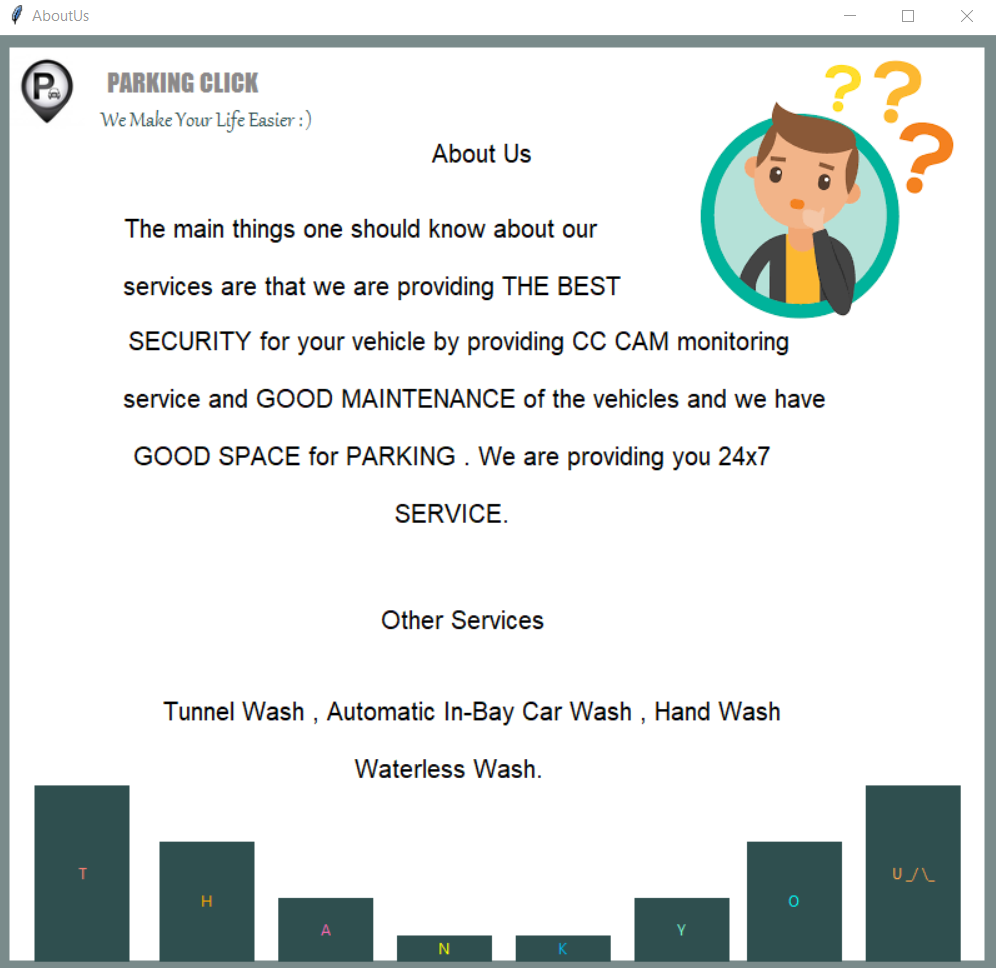 AboutUs
P
PARKING CLICK
We Make Your Life Easier :)
? ? ?
About Us
The main things one should know about our
services are that we are providing THE BEST
SECURITY for your vehicle by providing CC CAM monitoring
service and GOOD MAINTENANCE of the vehicles and we have
GOOD SPACE for PARKING . We are providing you 24x7
SERVICE.
Other Services
Tunnel Wash , Automatic In-Bay Car Wash , Hand Wash
Waterless Wash.
T H A N K Y O U_/\_